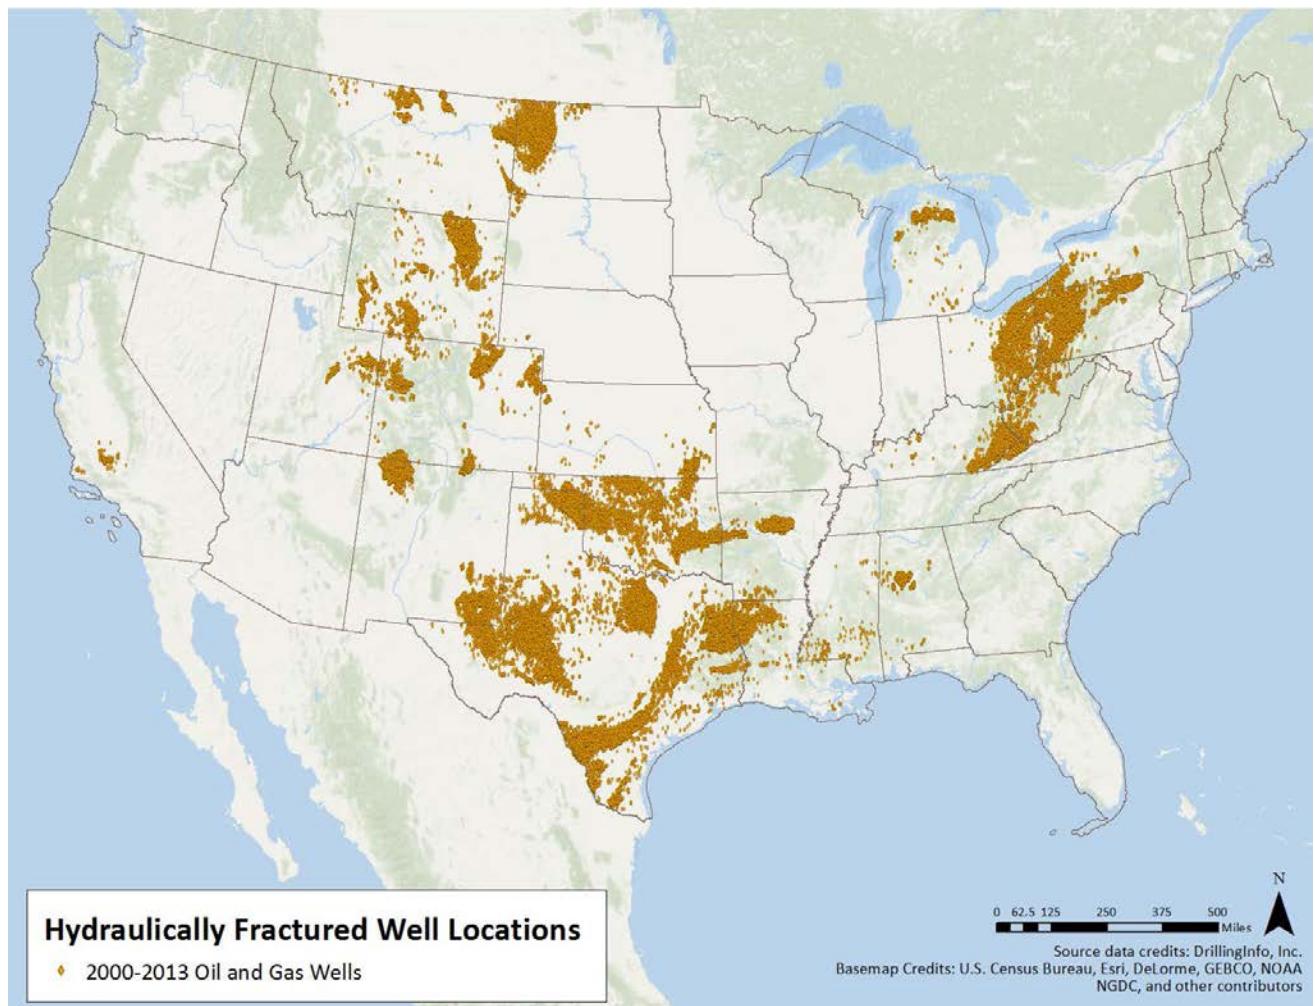 Hydraulically Fractured Well Locations
2000-2013 Oil and Gas Wells
N
0 62.5 125 250 375 500
Miles
Source data credits: DrillingInfo, Inc.
Basemap Credits: U.S. Census Bureau, Esri, DeLorme, GEBCO, NOAA
NGDC, and other contributors